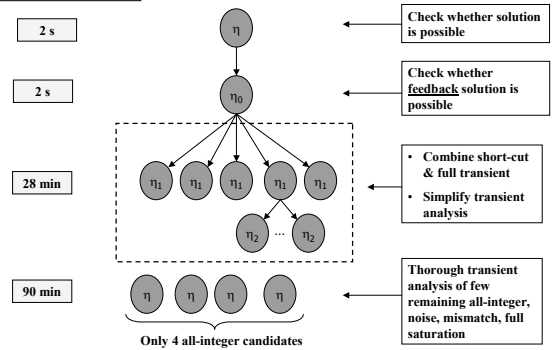 2 s
η
Check whether solution
is possible
2 s
η0
Check whether
feedback solution is
possible
28 min
η1 η1 η1 η1 η1
η2 ... η2
• Combine short-cut
& full transient
• Simplify transient
analysis
90 min
η η η η
Only 4 all-integer candidates
Thorough transient
analysis of few
remaining all-integer,
noise, mismatch, full
saturation